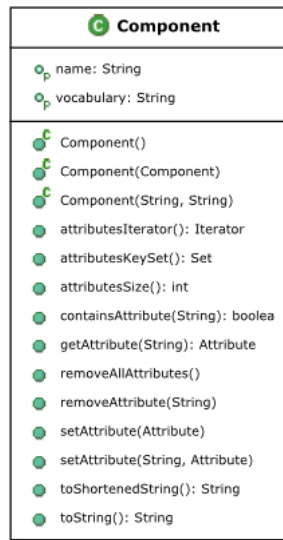 C Component
p name: String
p vocabulary: String
C Component()
C Component(Component)
C Component(String, String)
attributesIterator(): Iterator
attributesKeySet(): Set
attributesSize(): int
containsAttribute(String): boolea
getAttribute(String): Attribute
removeAllAttributes()
removeAttribute(String)
setAttribute(Attribute)
setAttribute(String, Attribute)
toShortenedString(): String
toString(): String